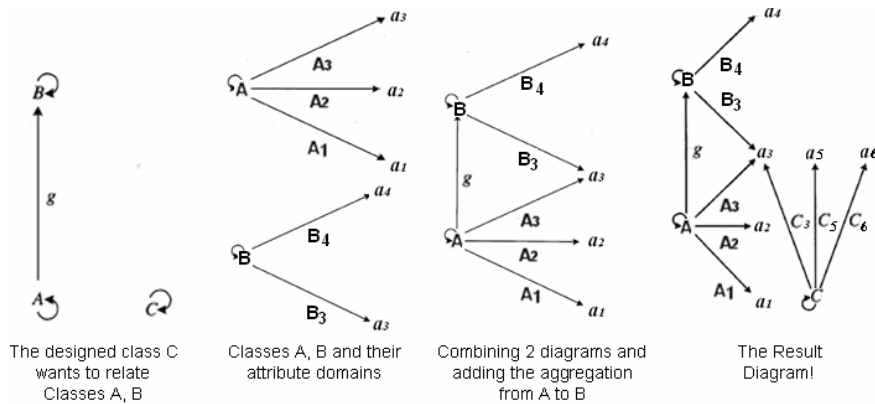 B
g
A
C
The designed class C
wants to relate
Classes A, B
a3
A3
A
A2
a2
A1
a1
a4
B4
B
B3
a3
Classes A, B and their
attribute domains
a4
B
B4
B3
g
a3
A3
A
A2
a2
A1
a1
Combining 2 diagrams and
adding the aggregation
from A to B
a4
B
B4
B3
g
a3
a5
a6
A3
A
A2
a2
A1
a1
C3
C5
C6
C
The Result
Diagram!